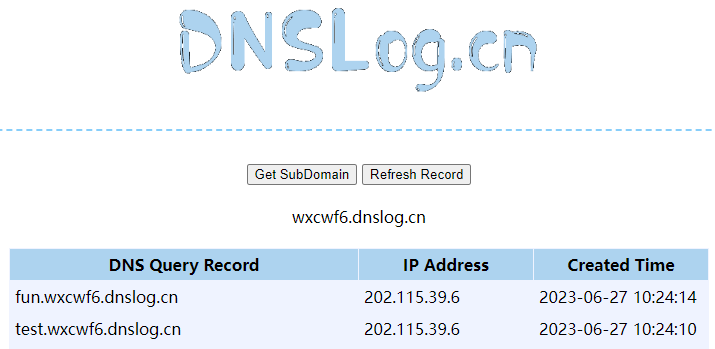 DNSLog.cn
Get SubDomain Refresh Record
wxcwf6.dnslog.cn
DNS Query Record IP Address Created Time
fun.wxcwf6.dnslog.cn 202.115.39.6 2023-06-27 10:24:14
test.wxcwf6.dnslog.cn 202.115.39.6 2023-06-27 10:24:10